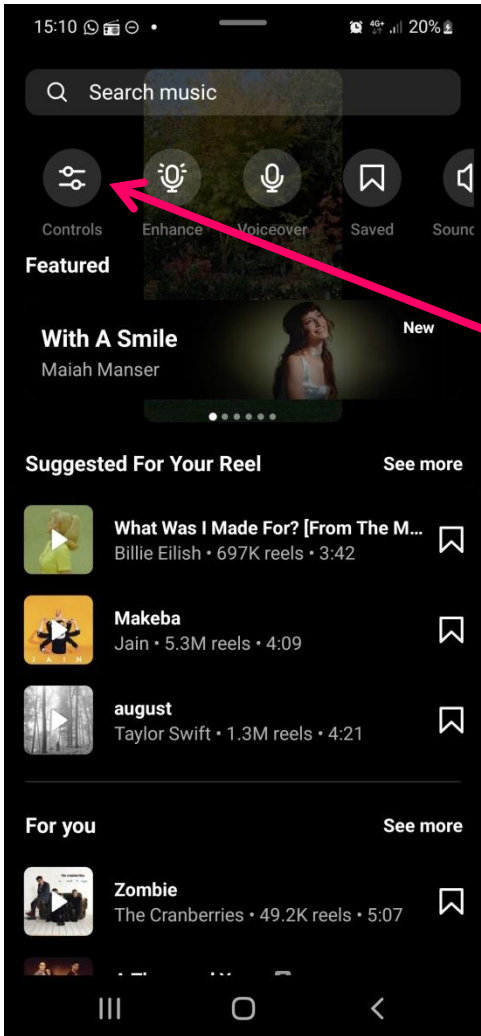 15:10 4G+ 20%
Search music
Controls Enhance Voiceover Saved Sound
Featured
With A Smile
Maiah Manser
New
Suggested For Your Reel See more
What Was I Made For? [From The M...
Billie Eilish • 697K reels • 3:42
Makeba
Jain • 5.3M reels • 4:09
JAIN
august
Taylor Swift • 1.3M reels • 4:21
For you See more
Zombie
The Cranberries • 49.2K reels • 5:07